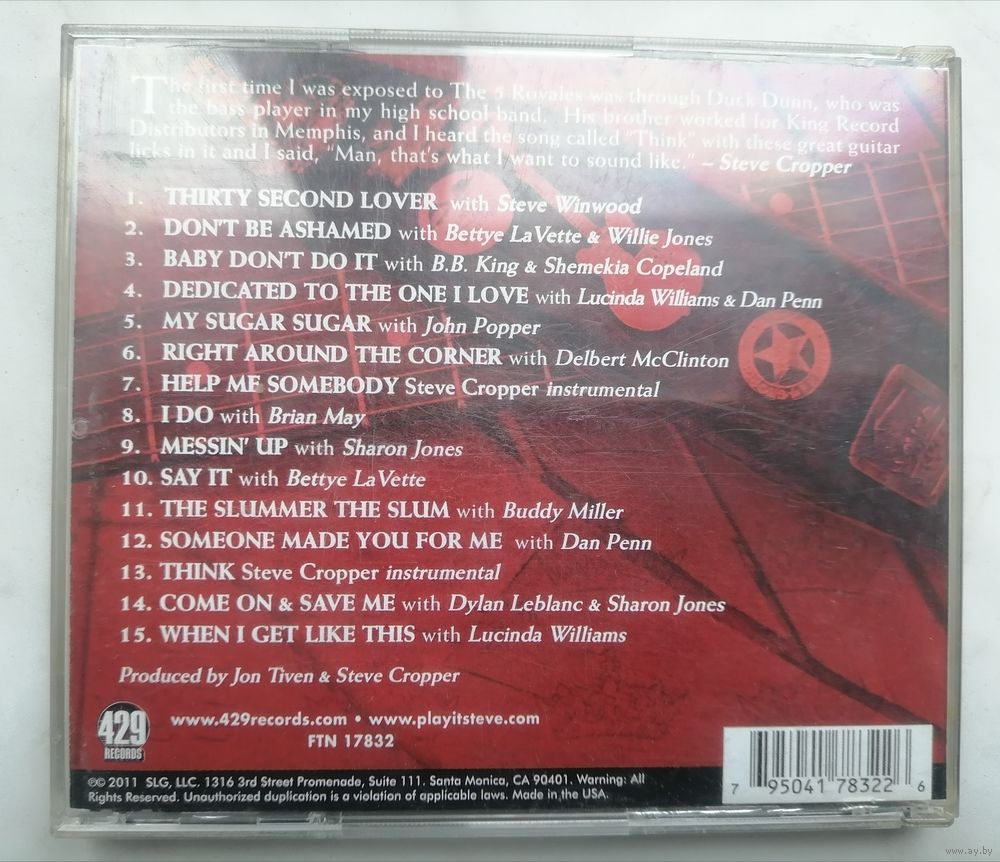 The first time I was exposed to The 5 Royales was through Duck Dunn, who was
the bass player in my high school band. His brother worked for King Record
Distributors in Memphis, and I heard the song called "Think" with these great guitar
licks in it and I said, "Man, that's what I want to sound like." – Steve Cropper
1. THIRTY SECOND LOVER with Steve Winwood
2. DON'T BE ASHAMED with Bettye LaVette & Willie Jones
3. BABY DON'T DO IT with B.B. King & Shemekia Copeland
4. DEDICATED TO THE ONE I LOVE with Lucinda Williams & Dan Penn
5. MY SUGAR SUGAR with John Popper
6. RIGHT AROUND THE CORNER with Delbert McClinton
7. HELP ME SOMEBODY Steve Cropper instrumental
8. I DO with Brian May
9. MESSIN' UP with Sharon Jones
10. SAY IT with Bettye LaVette
11. THE SLUMMER THE SLUM with Buddy Miller
12. SOMEONE MADE YOU FOR ME with Dan Penn
13. THINK Steve Cropper instrumental
14. COME ON & SAVE ME with Dylan Leblanc & Sharon Jones
15. WHEN I GET LIKE THIS with Lucinda Williams
Produced by Jon Tiven & Steve Cropper
429
RECORDS
www.429records.com • www.playitsteve.com
FTN 17832
℗© 2011 SLG, LLC. 1316 3rd Street Promenade, Suite 111. Santa Monica, CA 90401. Warning: All
Rights Reserved. Unauthorized duplication is a violation of applicable laws. Made in the USA.
7 95041 78322 6
www.ay.by